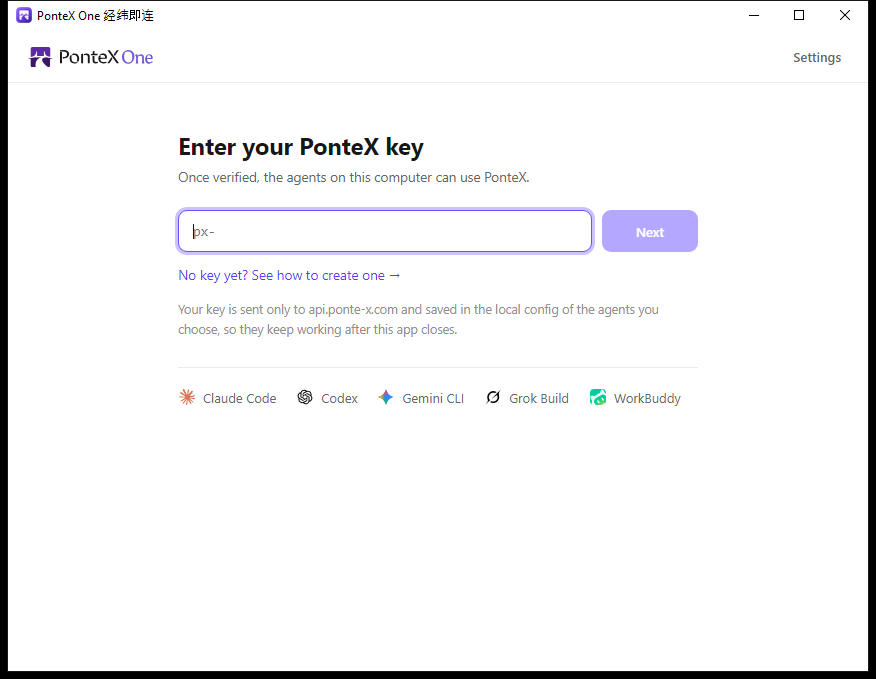 PonteX One 经纬即连
PonteX One
Settings
Enter your PonteX key
Once verified, the agents on this computer can use PonteX.
px-
Next
No key yet? See how to create one →
Your key is sent only to api.ponte-x.com and saved in the local config of the agents you
choose, so they keep working after this app closes.
Claude Code Codex Gemini CLI Grok Build WorkBuddy